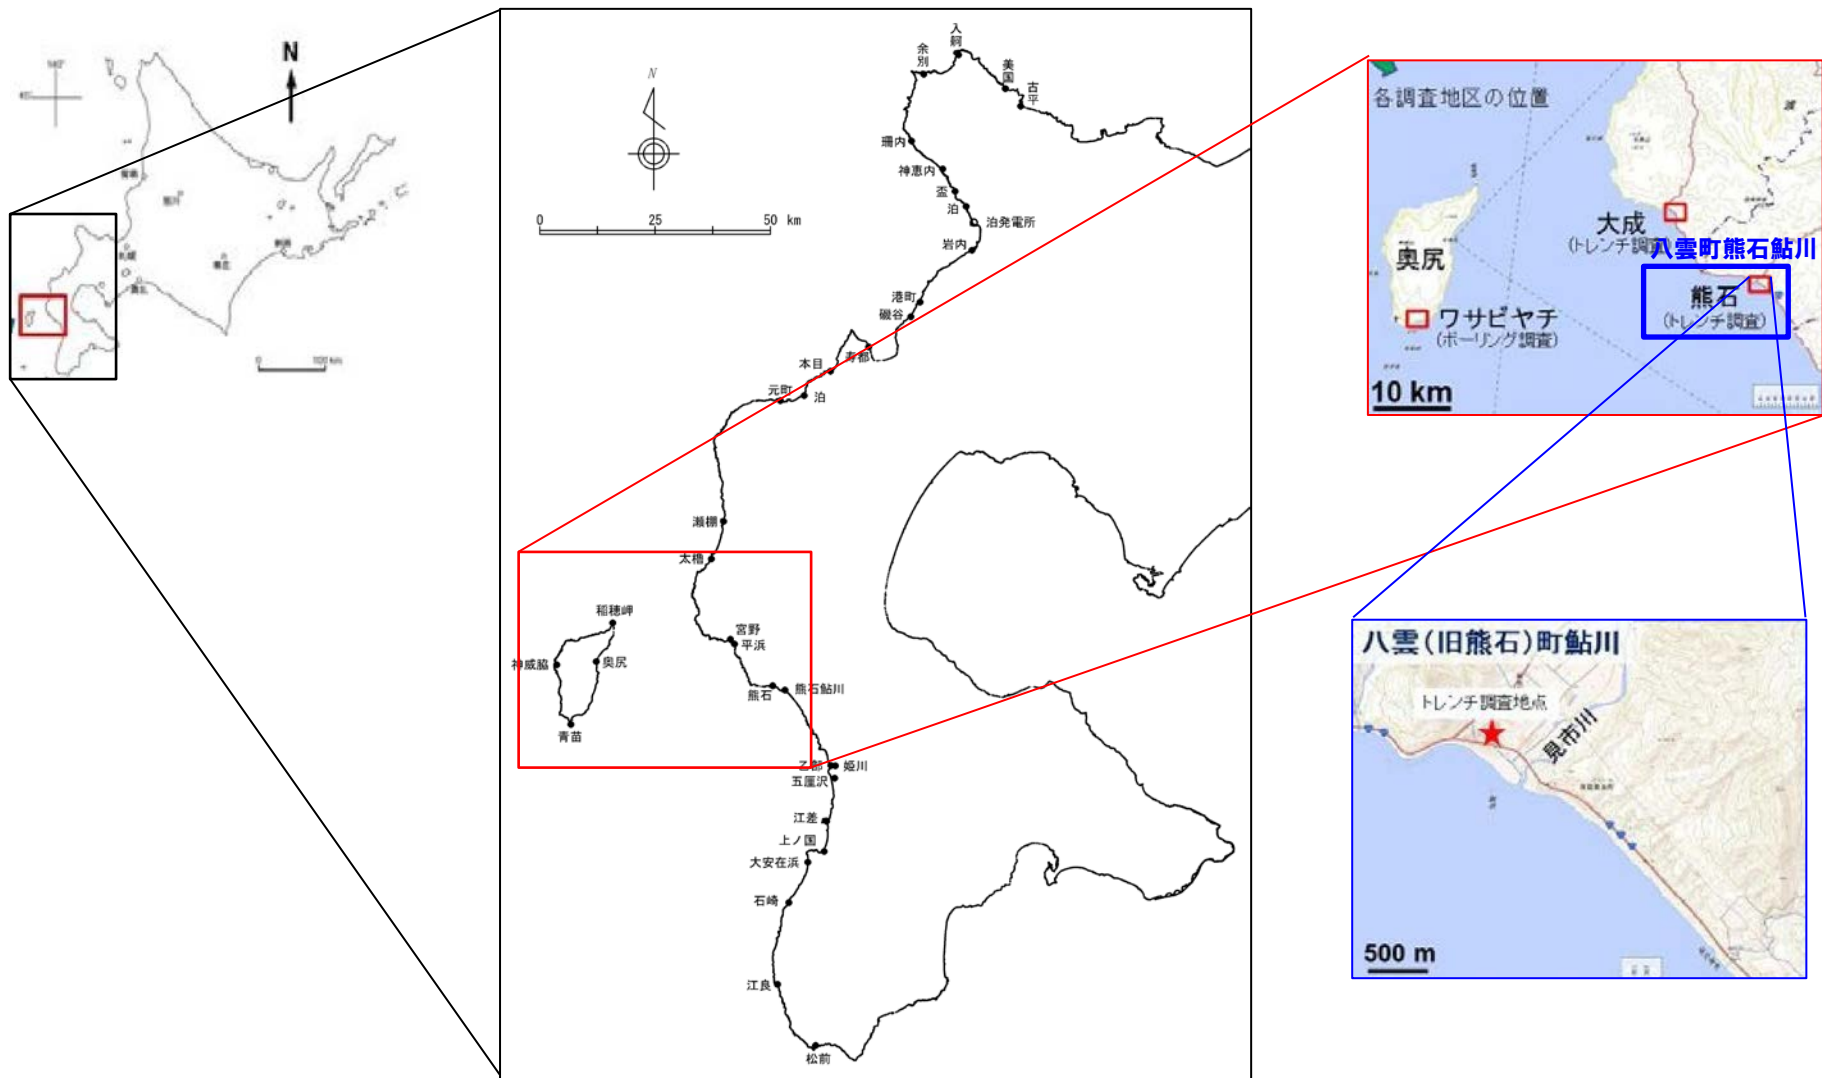 N
0
100 km
N
0
25
50
km
入舸
余別
美国
古平
珊内
神恵内
盃
泊
泊発電所
岩内
港町
磯谷
寿都
本目
元町
泊
瀬棚
太櫓
稲穂岬
宮野
平浜
神威脇
奥尻
熊石
熊石鮎川
青苗
乙部
姫川
五厘沢
江差
上ノ国
大安在浜
石崎
江良
松前
各調査地区の位置
大成
(トレンチ調査)
八雲町熊石鮎川
奥尻
熊石
(トレンチ調査)
ワサビヤチ
(ボーリング調査)
10 km
八雲(旧熊石)町鮎川
トレンチ調査地点
見市川
500 m